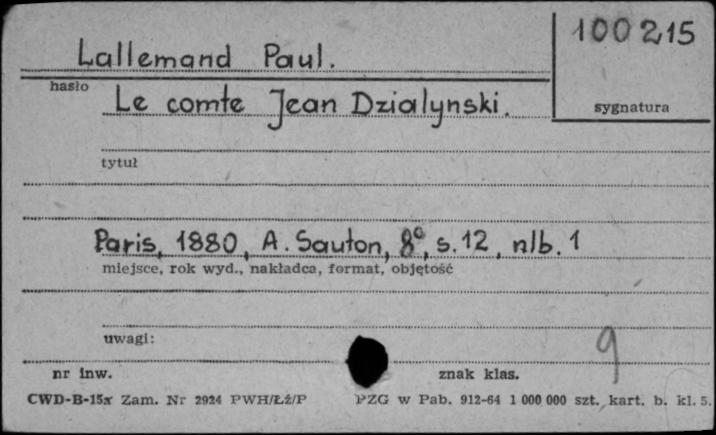 100215
Lallemand Paul.
hasło
Le comte Jean Dzialynski.
sygnatura
tytuł
Paris, 1880, A. Sauton, 8°, s. 12, nlb. 1
miejsce, rok wyd., nakładca, format, objętość
uwagi:
9
nr inw.
znak klas.
CWD-B-15x Zam. Nr 2924 PWH/Łż/P PZG w Pab. 912-64 1 000 000 szt. kart. b. kl. 5.